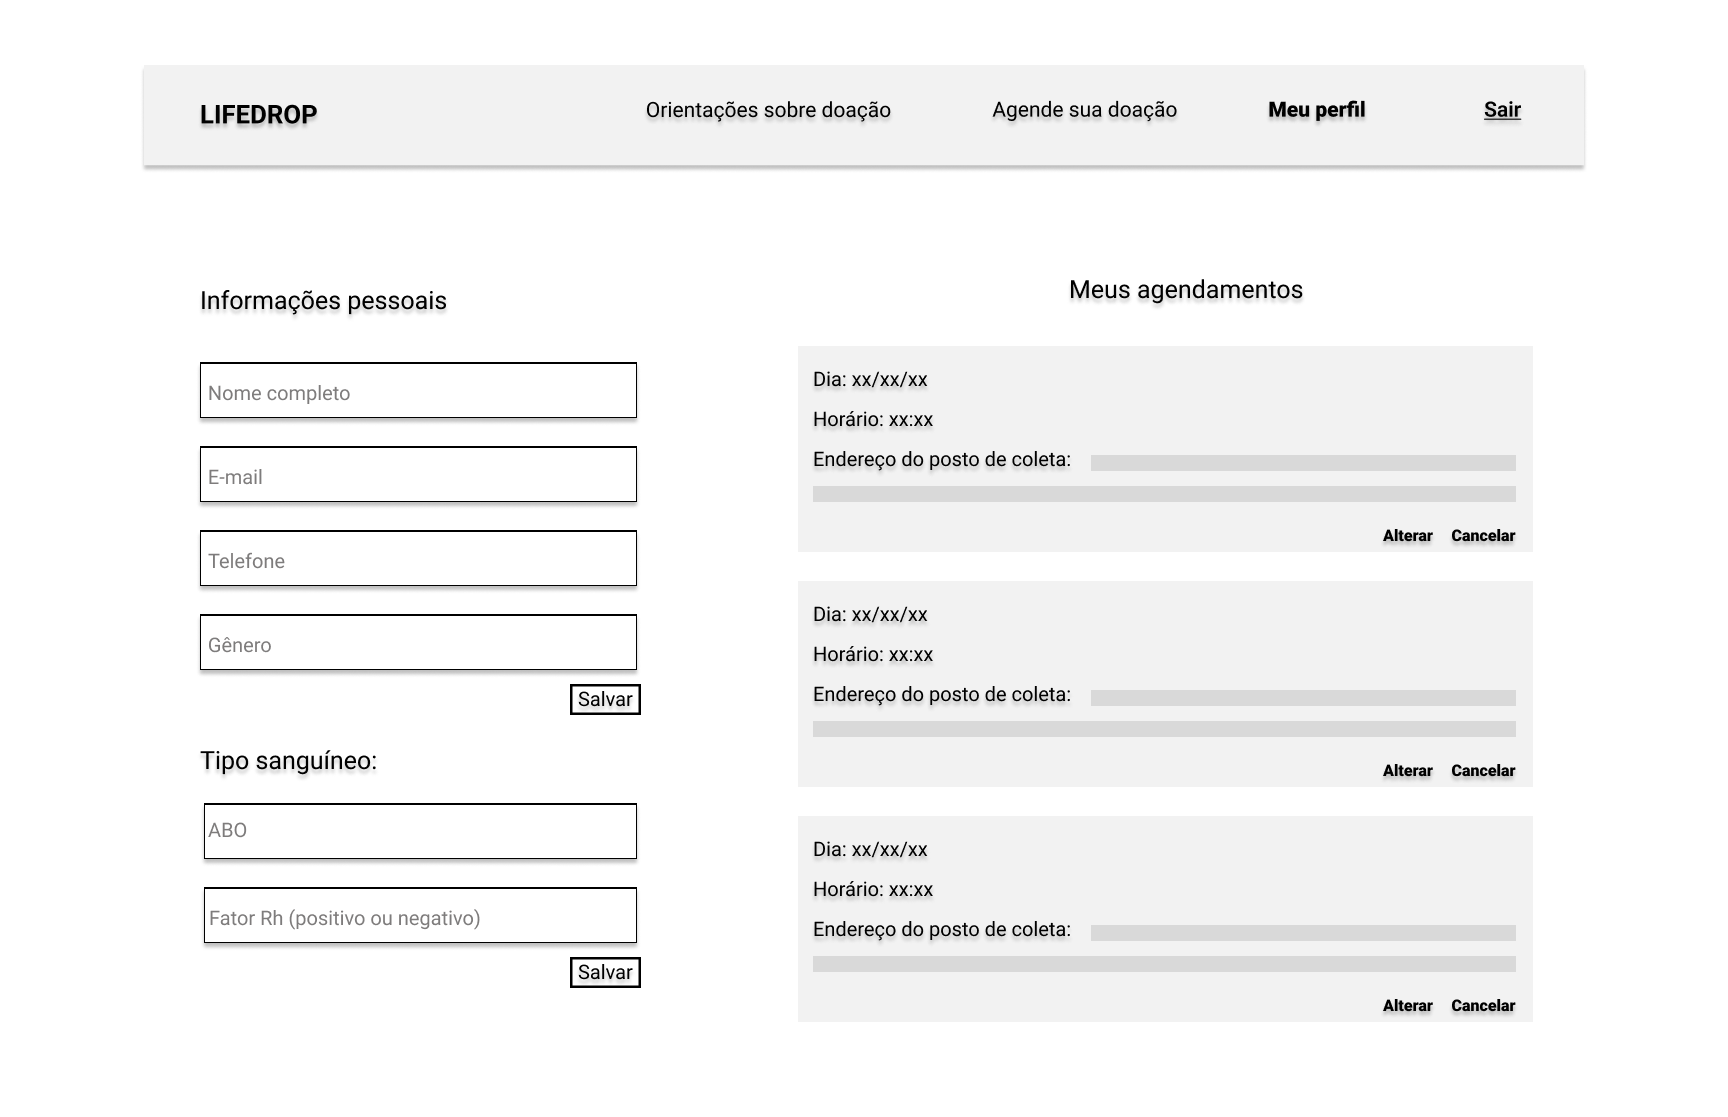 LIFEDROP
Orientações sobre doação
Agende sua doação
Meu perfil
Sair
Informações pessoais
Nome completo
E-mail
Telefone
Gênero
Salvar
Tipo sanguíneo:
ABO
Fator Rh (positivo ou negativo)
Salvar
Meus agendamentos
Dia: xx/xx/xx
Horário: xx:xx
Endereço do posto de coleta:
Alterar Cancelar
Dia: xx/xx/xx
Horário: xx:xx
Endereço do posto de coleta:
Alterar Cancelar
Dia: xx/xx/xx
Horário: xx:xx
Endereço do posto de coleta:
Alterar Cancelar